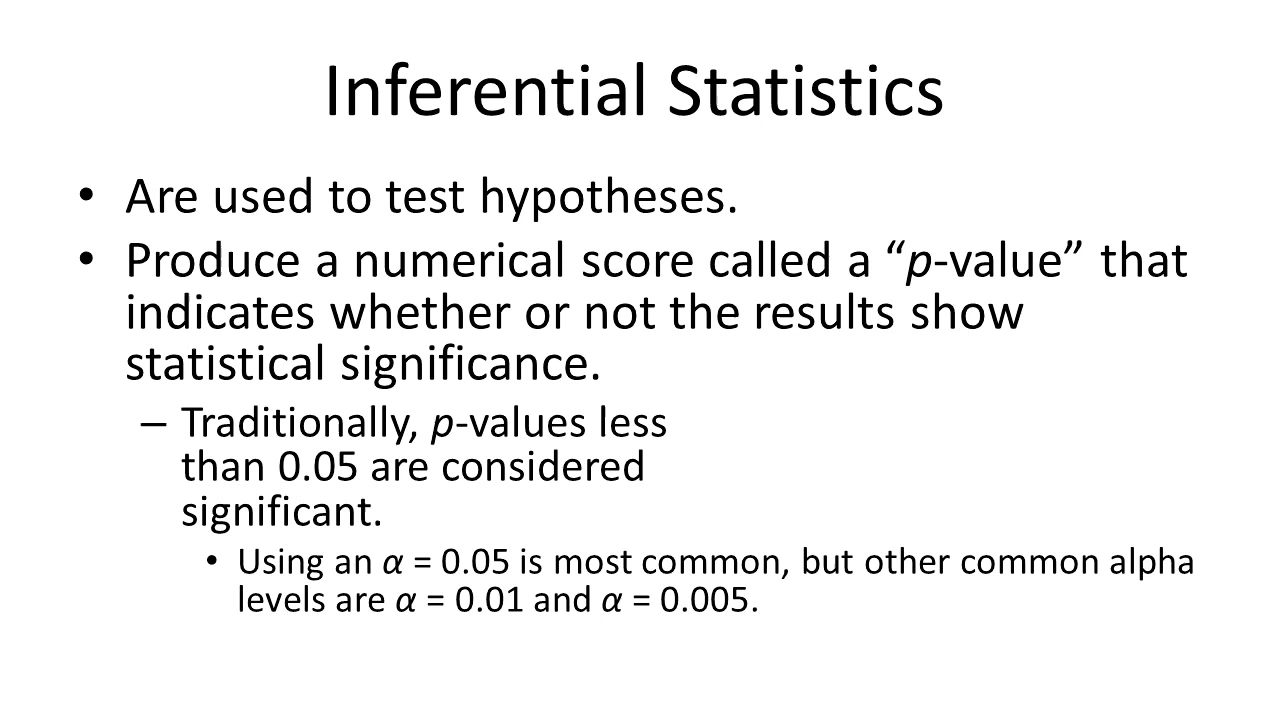 Inferential Statistics
• Are used to test hypotheses.
• Produce a numerical score called a “p-value” that
indicates whether or not the results show
statistical significance.
– Traditionally, p-values less
than 0.05 are considered
significant.
• Using an α = 0.05 is most common, but other common alpha
levels are α = 0.01 and α = 0.005.